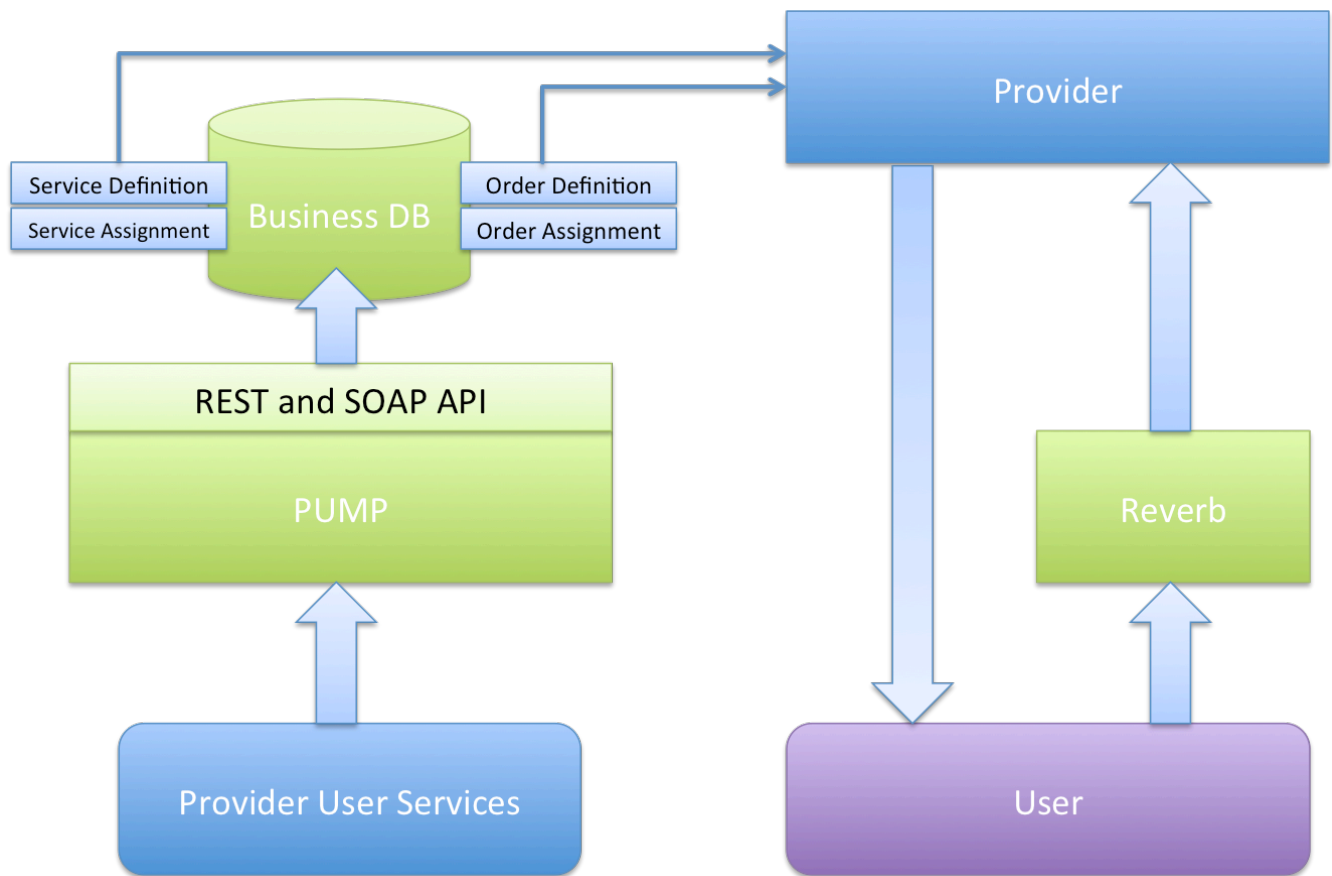 Provider
Service Definition
Service Assignment
Business DB
Order Definition
Order Assignment
REST and SOAP API
PUMP
Reverb
Provider User Services
User